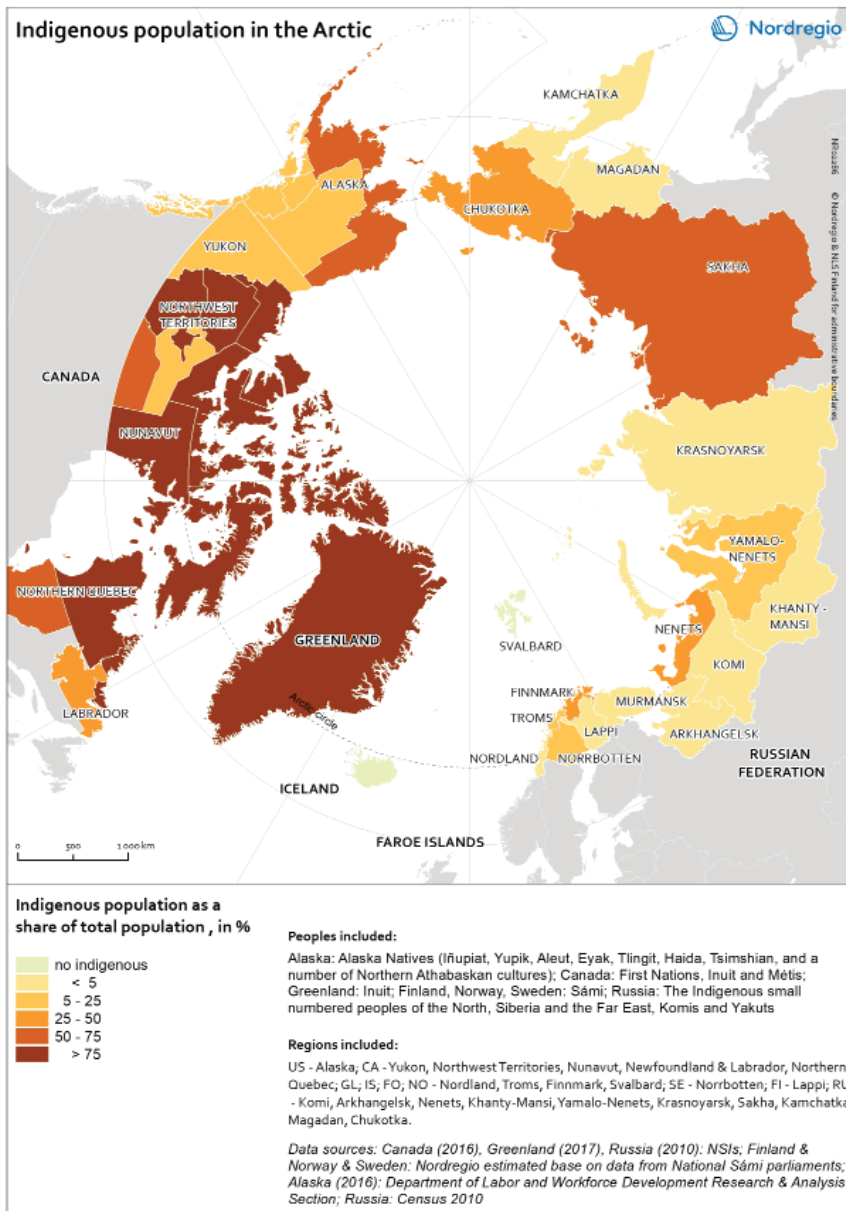 Indigenous population in the Arctic
Nordregio
KAMCHATKA
MAGADAN
ALASKA
CHUKOTKA
YUKON
SAKHA
NORTHWEST
TERRITORIES
CANADA
NUNAVUT
KRASNOYARSK
YAMALO-
NENETS
NORTHERN QUEBEC
KHANTY -
MANSI
GREENLAND
SVALBARD
NENETS
KOMI
FINNMARK
MURMANSK
TROMS
LAPPI
ARKHANGELSK
LABRADOR
Arctic circle
NORDLAND
NORRBOTTEN
RUSSIAN
FEDERATION
ICELAND
FAROE ISLANDS
0 500 1 000 km
© Nordregio & NLS Finland for administrative boundaries
Indigenous population as a
share of total population , in %
no indigenous
< 5
5 - 25
25 - 50
50 - 75
> 75
Peoples included:
Alaska: Alaska Natives (Iñupiat, Yupik, Aleut, Eyak, Tlingit, Haida, Tsimshian, and a
number of Northern Athabaskan cultures); Canada: First Nations, Inuit and Métis;
Greenland: Inuit; Finland, Norway, Sweden: Sámi; Russia: The Indigenous small
numbered peoples of the North, Siberia and the Far East, Komis and Yakuts
Regions included:
US - Alaska; CA - Yukon, Northwest Territories, Nunavut, Newfoundland & Labrador, Northern
Quebec; GL; IS; FO; NO - Nordland, Troms, Finnmark, Svalbard; SE - Norrbotten; FI - Lappi; RU
- Komi, Arkhangelsk, Nenets, Khanty-Mansi, Yamalo-Nenets, Krasnoyarsk, Sakha, Kamchatka
Magadan, Chukotka.
Data sources: Canada (2016), Greenland (2017), Russia (2010): NSIs; Finland &
Norway & Sweden: Nordregio estimated base on data from National Sámi parliaments;
Alaska (2016): Department of Labor and Workforce Development Research & Analysis
Section; Russia: Census 2010